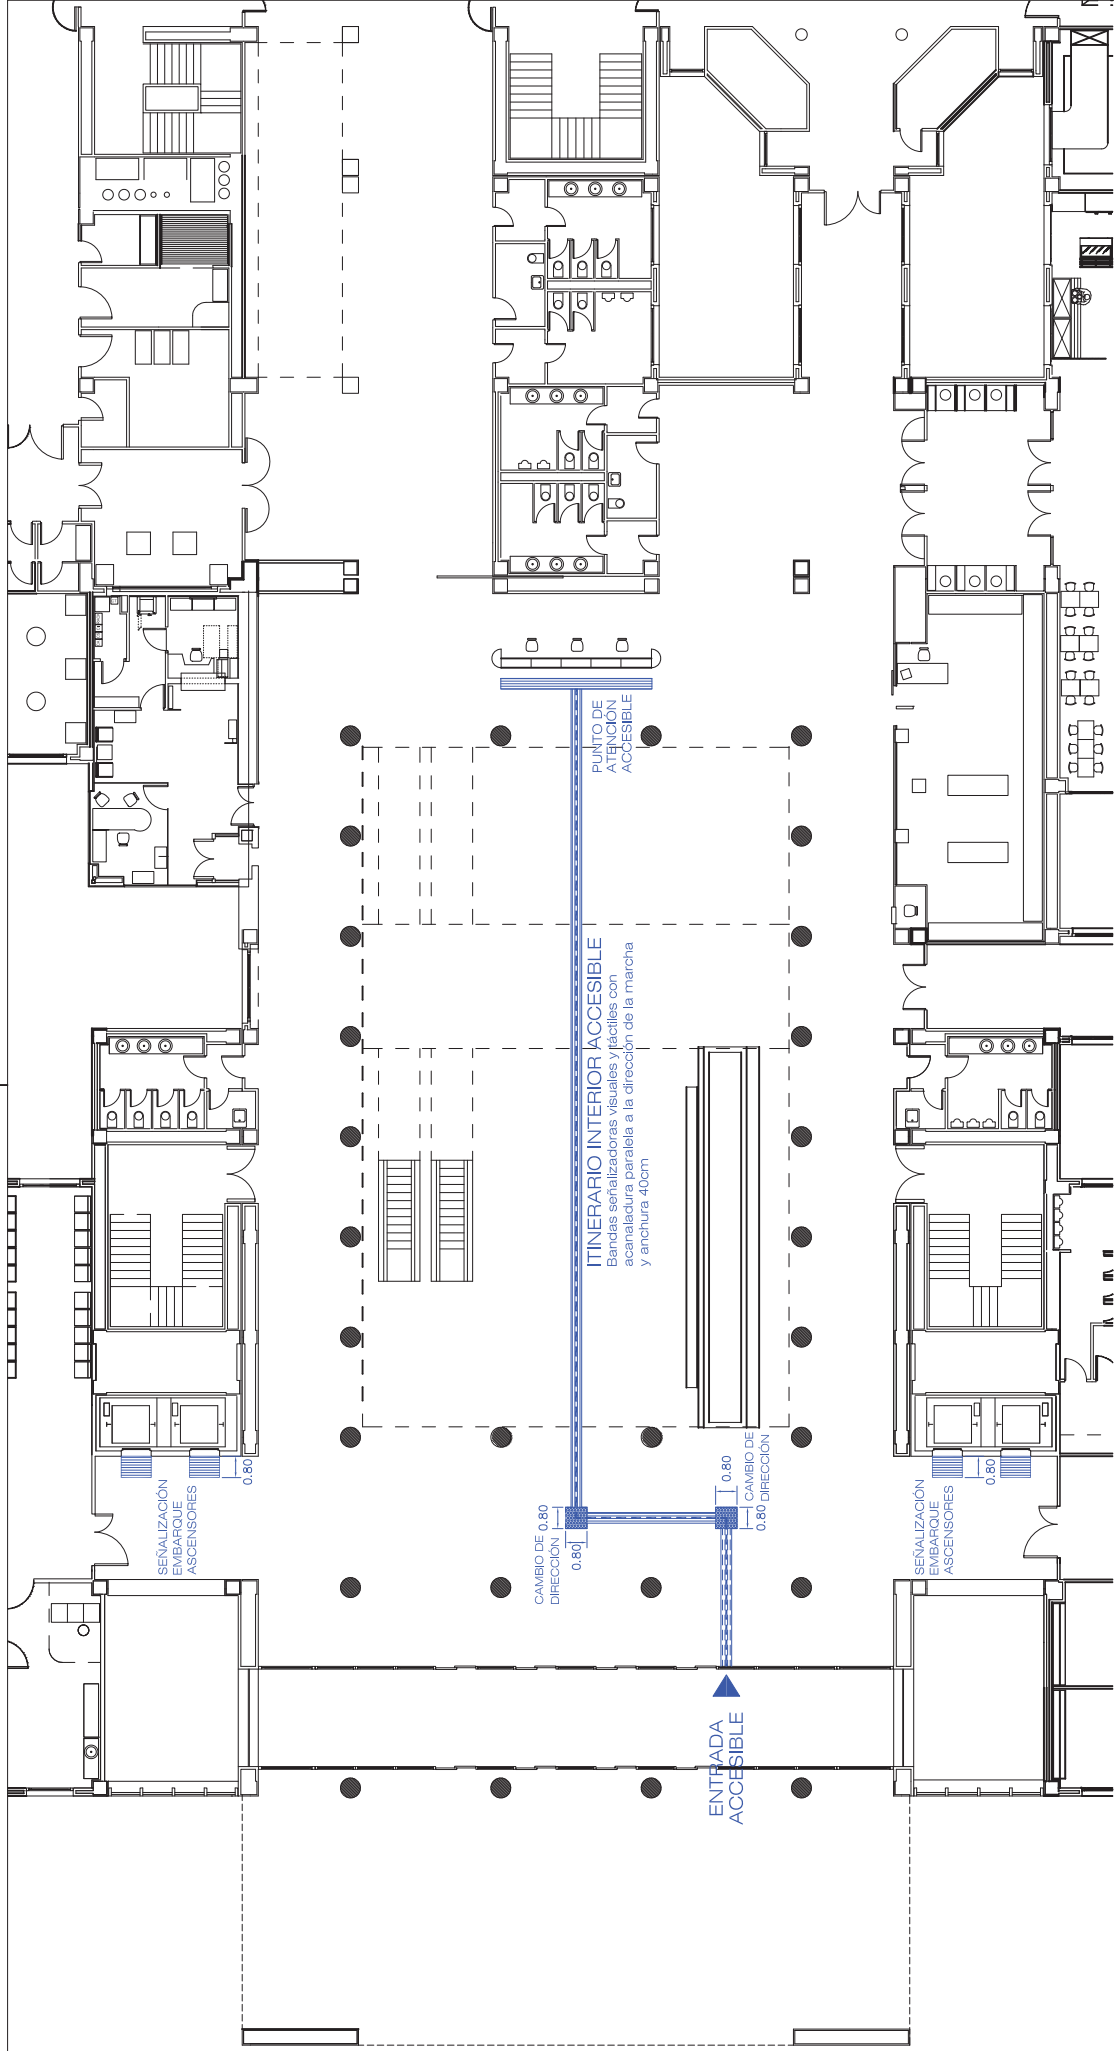 PUNTO DE
ATENCIÓN
ACCESIBLE
ITINERARIO INTERIOR ACCESIBLE
Bandas señalizadoras visuales y táctiles con
acanaladura paralela a la dirección de la marcha
y anchura 40cm
SEÑALIZACIÓN
EMBARQUE
ASCENSORES
0.80
CAMBIO DE
DIRECCIÓN
0.80
0.80
CAMBIO DE
DIRECCIÓN
0.80
0.80
SEÑALIZACIÓN
EMBARQUE
ASCENSORES
0.80
ENTRADA
ACCESIBLE